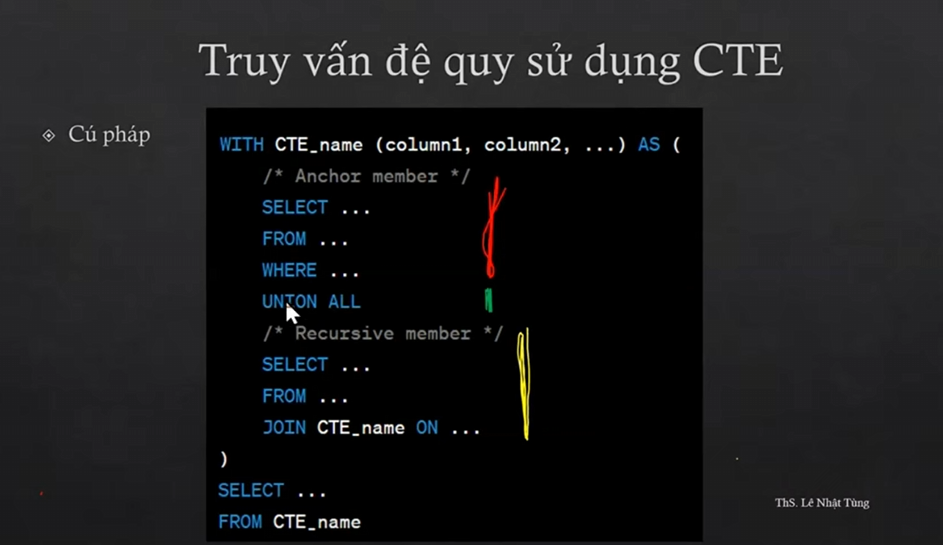 Truy vấn đệ quy sử dụng CTE
Cú pháp
WITH CTE_name (column1, column2, ...) AS (
/* Anchor member */
SELECT ...
FROM ...
WHERE ...
UNION ALL
/* Recursive member */
SELECT ...
FROM ...
JOIN CTE_name ON ...
)
SELECT ...
FROM CTE_name
ThS. Lê Nhật Tùng